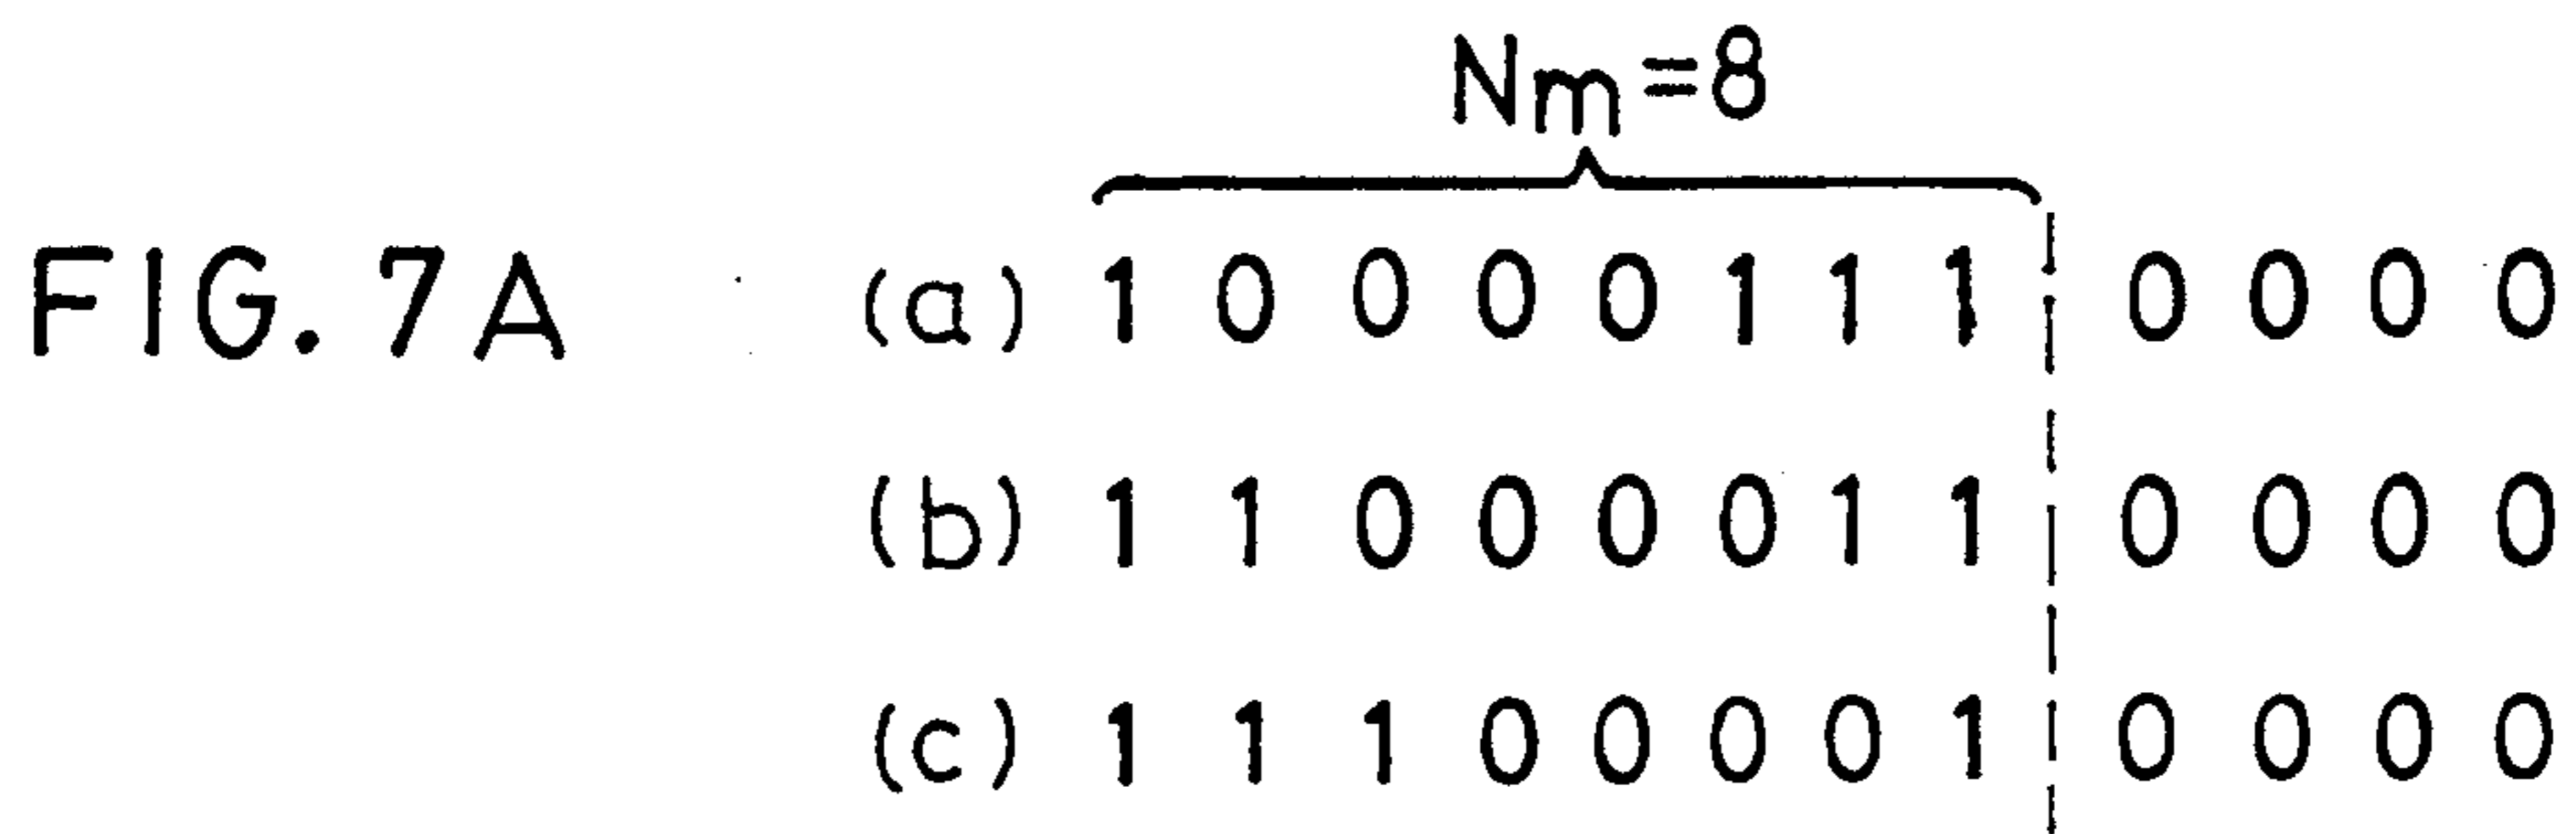 Nm=8
FIG. 7A (a) 1 0 0 0 0 1 1 1 0 0 0 0
(b) 1 1 0 0 0 0 1 1 0 0 0 0
(c) 1 1 1 0 0 0 0 1 0 0 0 0